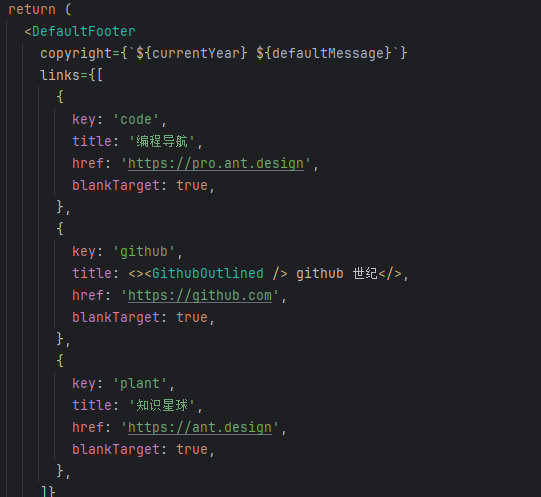 return (
<DefaultFooter
copyright={`${currentYear} ${defaultMessage}`}
links={[
{
key: 'code',
title: '编程导航',
href: 'https://pro.ant.design',
blankTarget: true,
},
{
key: 'github',
title: <><GithubOutlined /> github 世纪</>,
href: 'https://github.com',
blankTarget: true,
},
{
key: 'plant',
title: '知识星球',
href: 'https://ant.design',
blankTarget: true,
},
]}